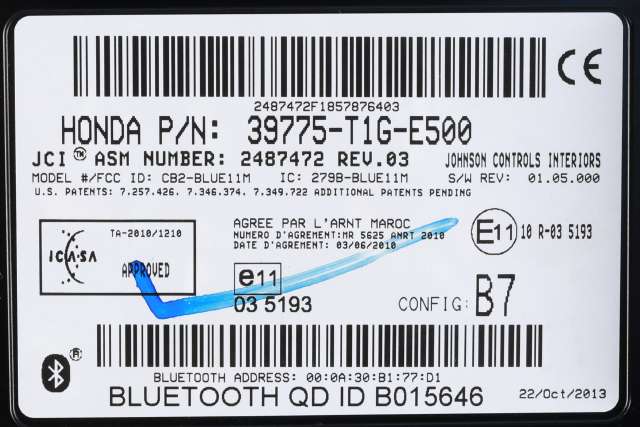 CE
2487472F1857876403
HONDA P/N: 39775-T1G-E500
JCI™ ASM NUMBER: 2487472 REV.03 JOHNSON CONTROLS INTERIORS
MODEL #/FCC ID: CB2-BLUE11M IC: 279B-BLUE11M S/W REV: 01.05.000
U.S. PATENTS: 7.257.426. 7.346.374. 7.349.722 ADDITIONAL PATENTS PENDING
TA-2010/1210
ICASA
APPROVED
AGREE PAR L'ARNT MAROC
NUMERO D'AGREMENT:MR 5625 ANRT 2010
DATE D'AGREMENT: 03/06/2010
E11 10 R-03 5193
e11
03 5193
CONFIG: B7
®
BLUETOOTH ADDRESS: 00:0A:30:B1:77:D1
BLUETOOTH QD ID B015646
22/Oct/2013